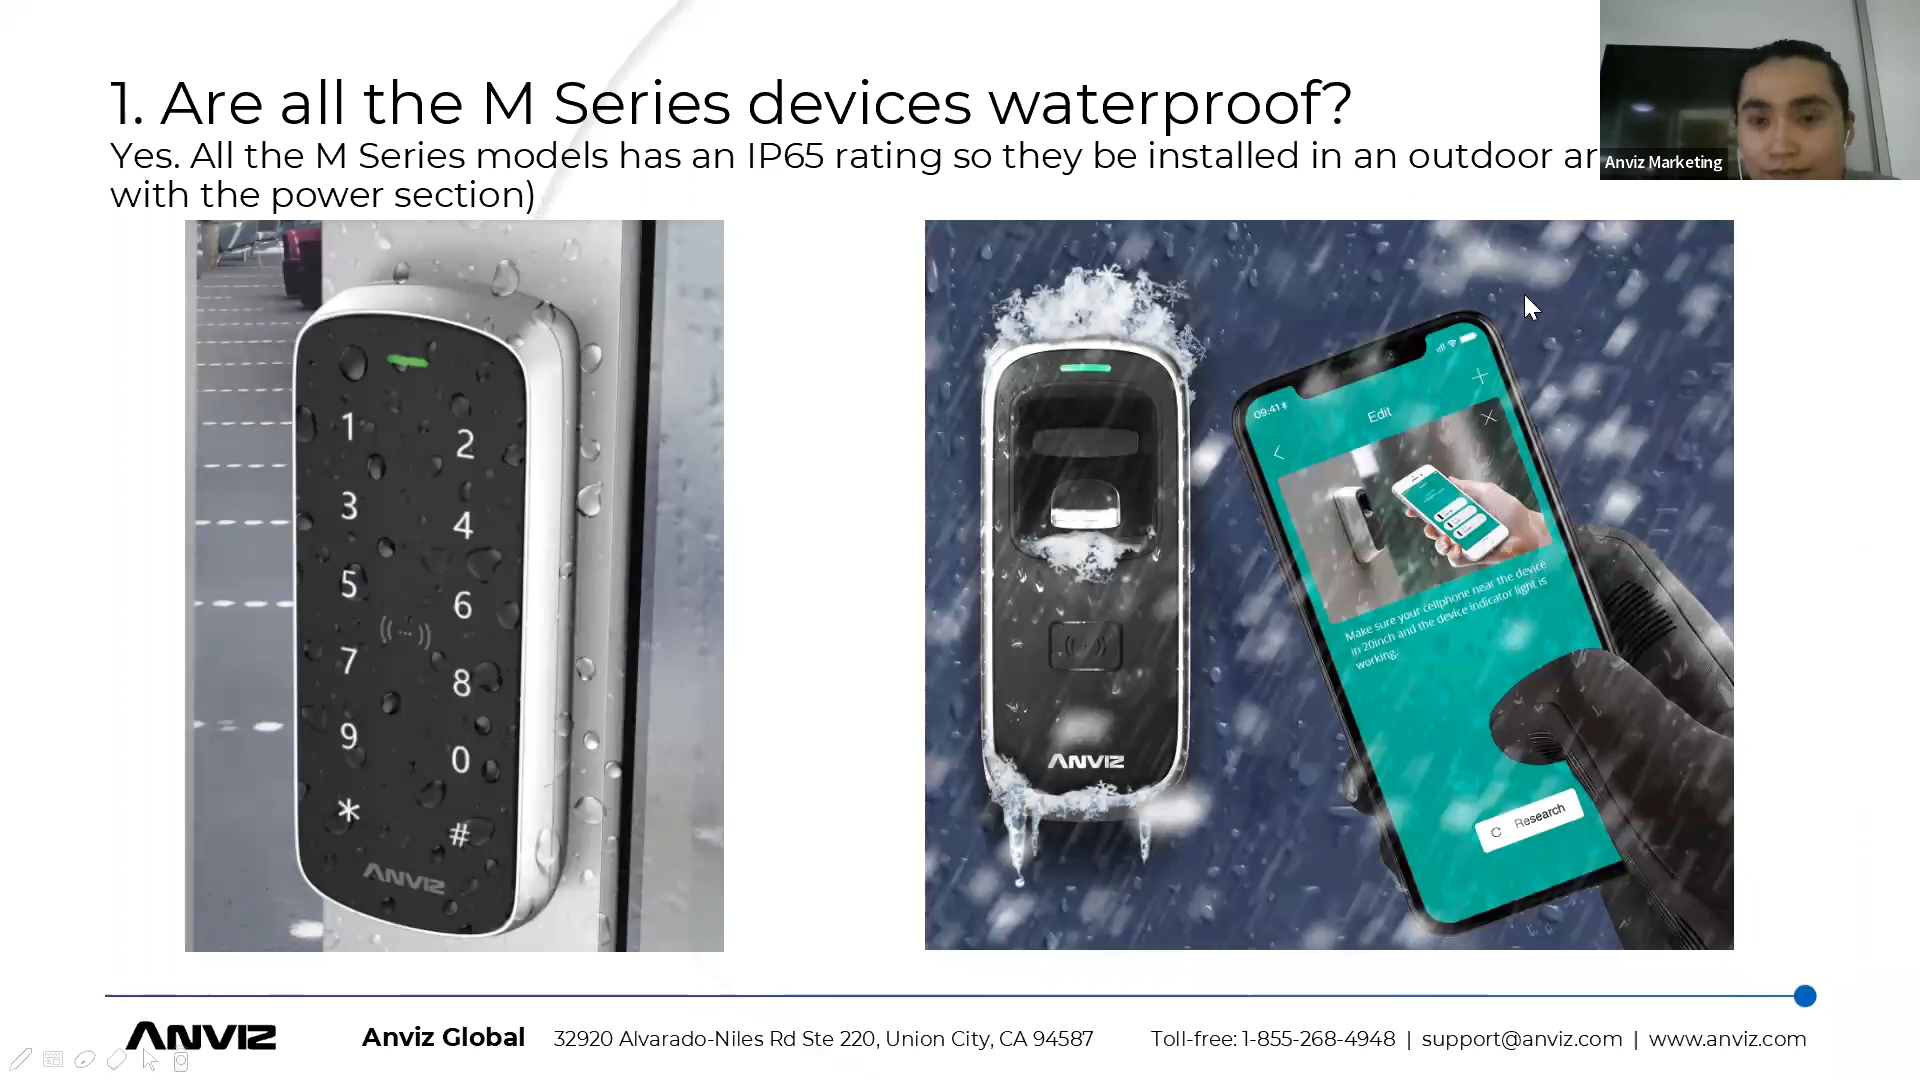 1. Are all the M Series devices waterproof?
Yes. All the M Series models has an IP65 rating so they be installed in an outdoor
with the power section)
Anviz Marketing
1 2
3 4
5 6
7 8
9 0
* #
ANVIZ
ANVIZ
09:41
Edit
Make sure your cellphone near the device
in 20inch and the device indicator light is
working.
Research
ANVIZ
Anviz Global 32920 Alvarado-Niles Rd Ste 220, Union City, CA 94587 Toll-free: 1-855-268-4948 | support@anviz.com | www.anviz.com